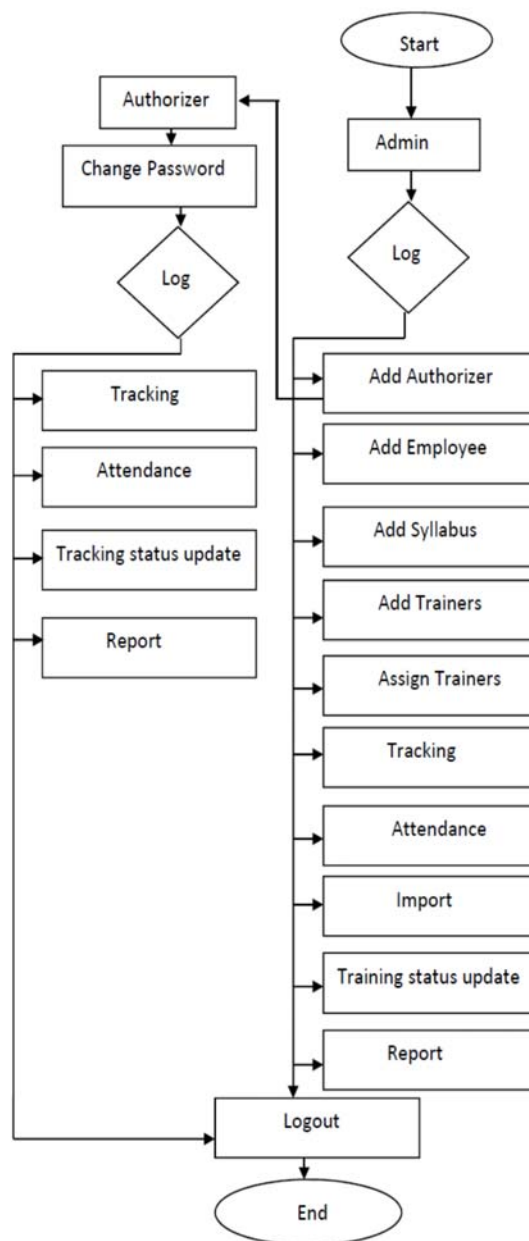 Start
Admin
Log
Authorizer
Change Password
Log
Tracking
Attendance
Tracking status update
Report
Add Authorizer
Add Employee
Add Syllabus
Add Trainers
Assign Trainers
Tracking
Attendance
Import
Training status update
Report
Logout
End